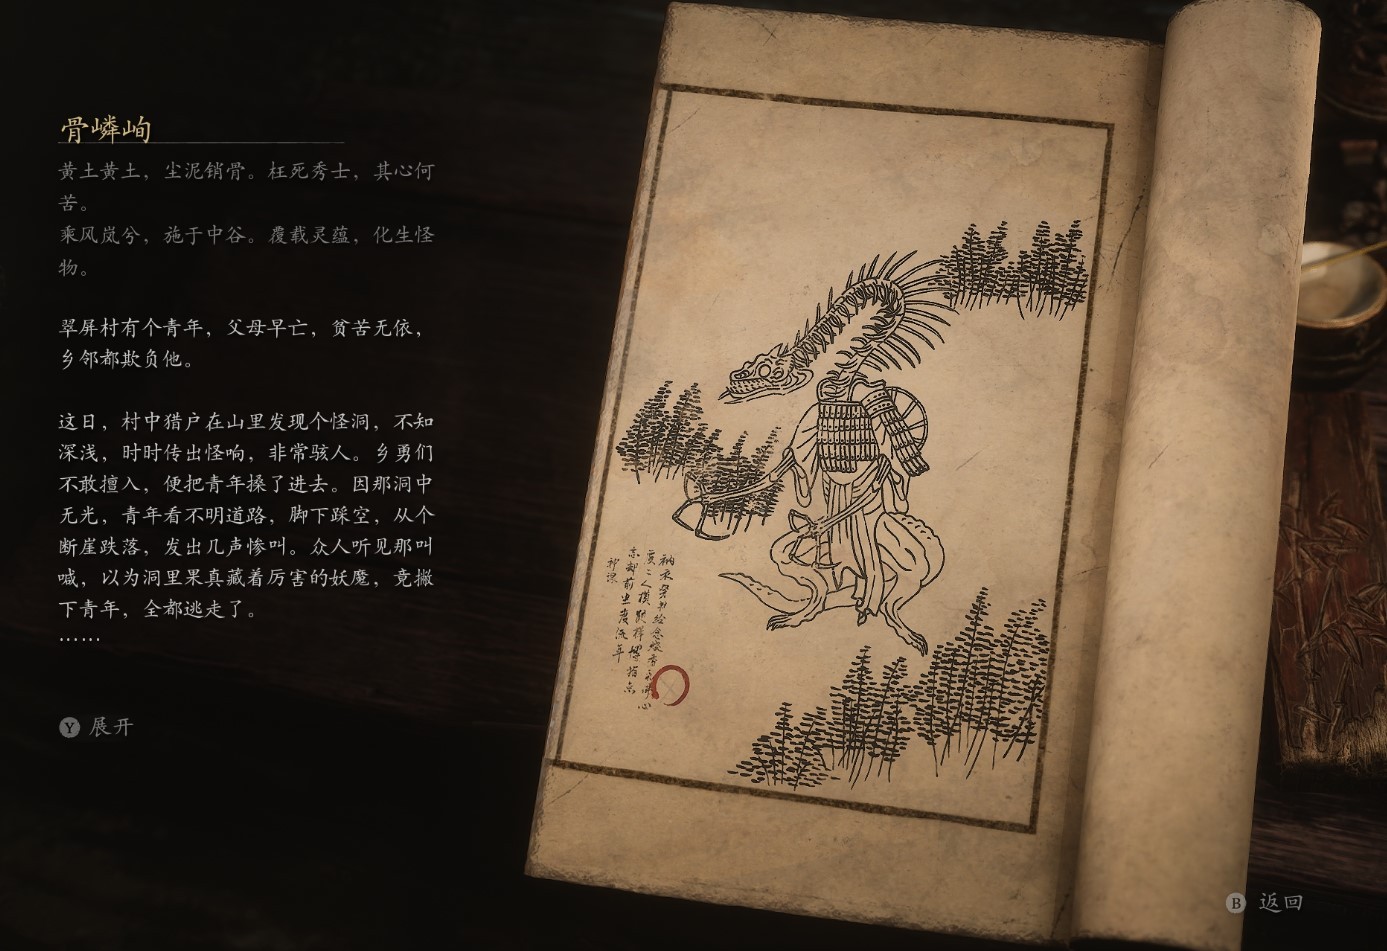 骨嶙峋
黄土黄土，尘泥销骨。枉死秀士，其心何
苦。
乘风岚兮，施于中谷。覆载灵蕴，化生怪
物。
翠屏村有个青年，父母早亡，贫苦无依，
乡邻都欺负他。
这日，村中猎户在山里发现个怪洞，不知
深浅，时时传出怪响，非常骇人。乡勇们
不敢擅入，便把青年搡了进去。因那洞中
无光，青年看不明道路，脚下踩空，从个
断崖跌落，发出几声惨叫。众人听见那叫
喊，以为洞里果真藏着厉害的妖魔，竟撇
下青年，全都逃走了。
……
Y 展开
B 返回